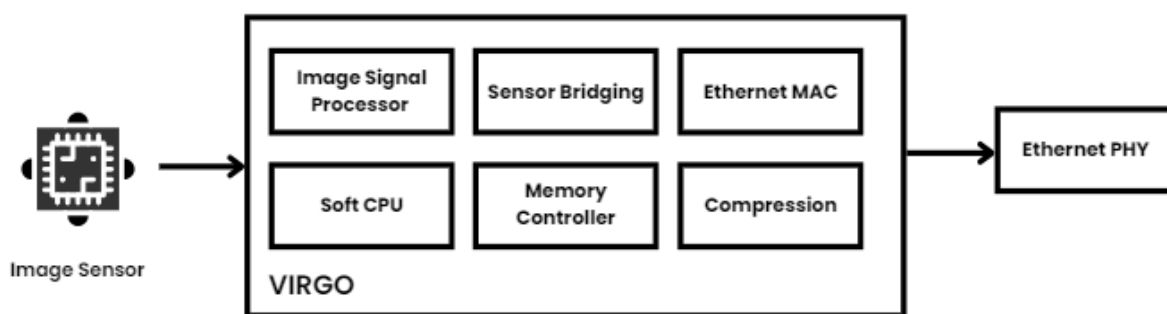 Image Signal
Processor
Sensor Bridging
Ethernet MAC
Ethernet PHY
Soft CPU
Memory
Controller
Compression
Image Sensor
VIRGO